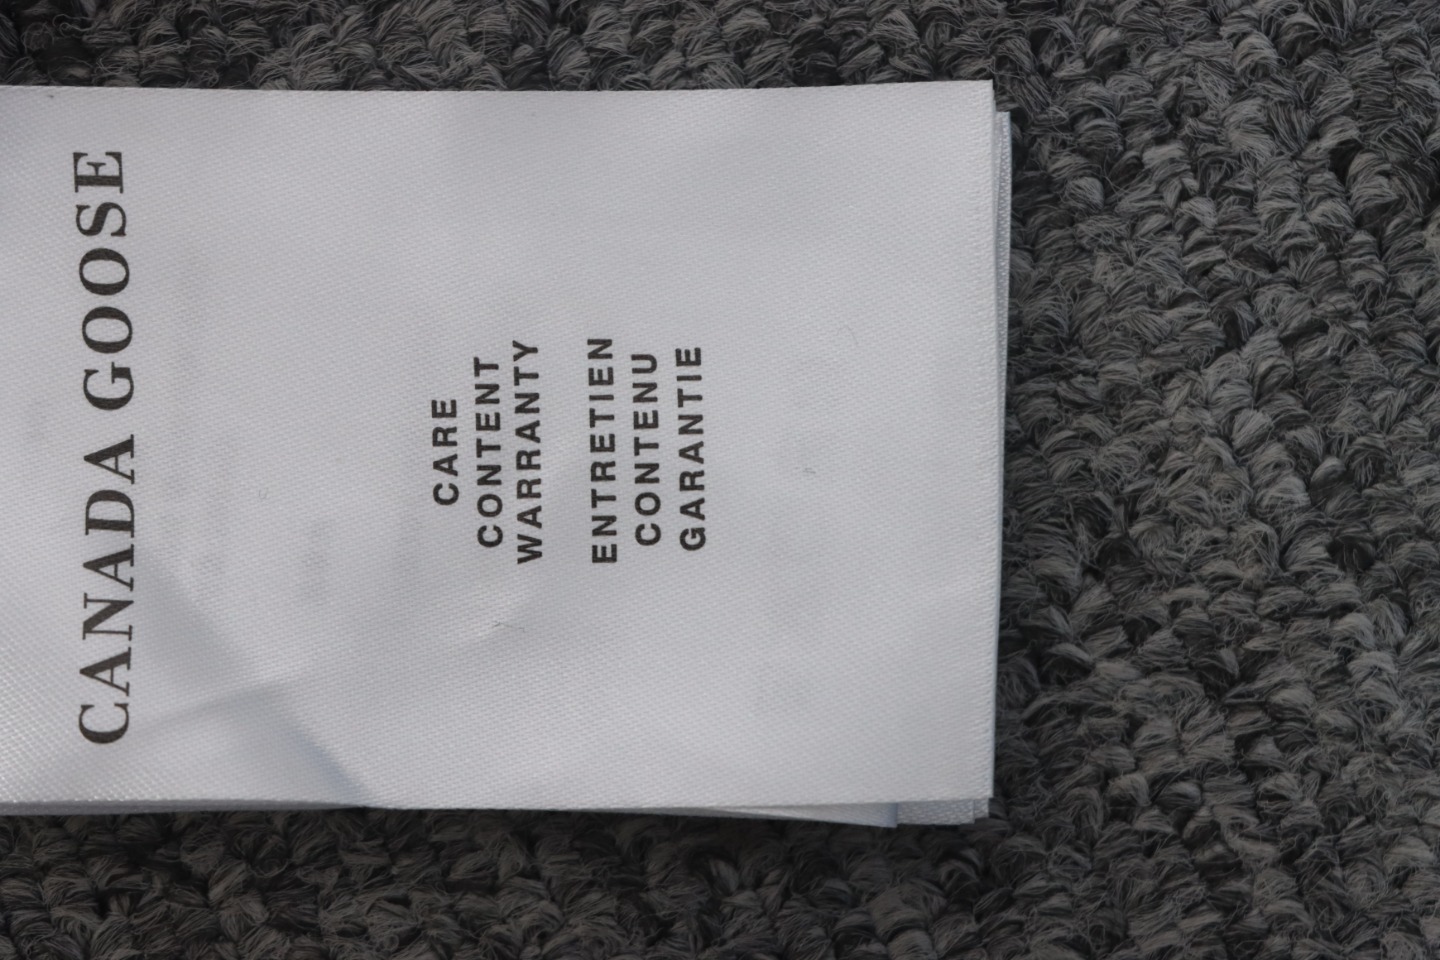 CANADA GOOSE
CARE
CONTENT
WARRANTY
ENTRETIEN
CONTENU
GARANTIE